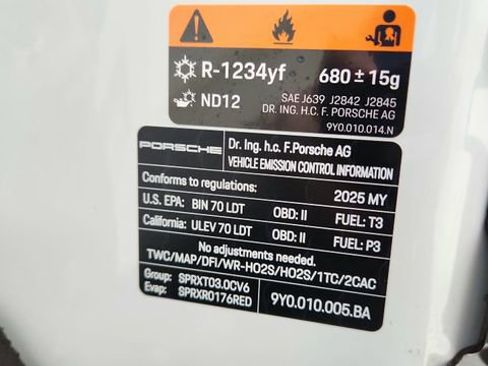 R-1234yf 680 ± 15g
ND12 SAE J639 J2842 J2845
DR. ING. H.C. F. PORSCHE AG
9Y0.010.014.N
PORSCHE Dr. Ing. h.c. F.Porsche AG
VEHICLE EMISSION CONTROL INFORMATION
Conforms to regulations: 2025 MY
U.S. EPA: BIN 70 LDT OBD: II FUEL: T3
California: ULEV 70 LDT OBD: II FUEL: P3
No adjustments needed.
TWC/MAP/DFI/WR-HO2S/HO2S/1TC/2CAC
Group: SPRXT03.0CV6
Evap: SPRXR0176RED 9Y0.010.005.BA